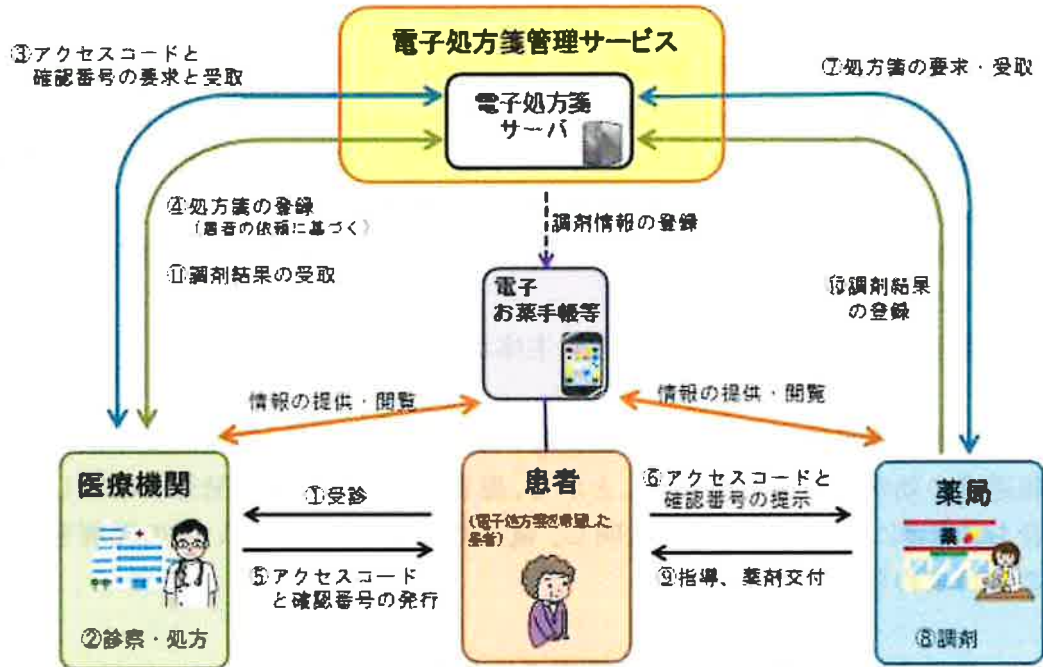 電子処方箋管理サービス
電子処方箋
サーバ
③アクセスコードと
確認番号の要求と受取
⑦処方箋の要求・受取
④処方箋の登録
(患者の依頼に基づく)
調剤情報の登録
⑪調剤結果の受取
電子
お薬手帳等
⑩調剤結果
の登録
情報の提供・閲覧
情報の提供・閲覧
医療機関
①受診
患者
(電子処方箋を希望した
患者)
⑥アクセスコードと
確認番号の提示
薬局
薬
⑤アクセスコード
と確認番号の発行
⑨指導、薬剤交付
②診察・処方
⑧調剤